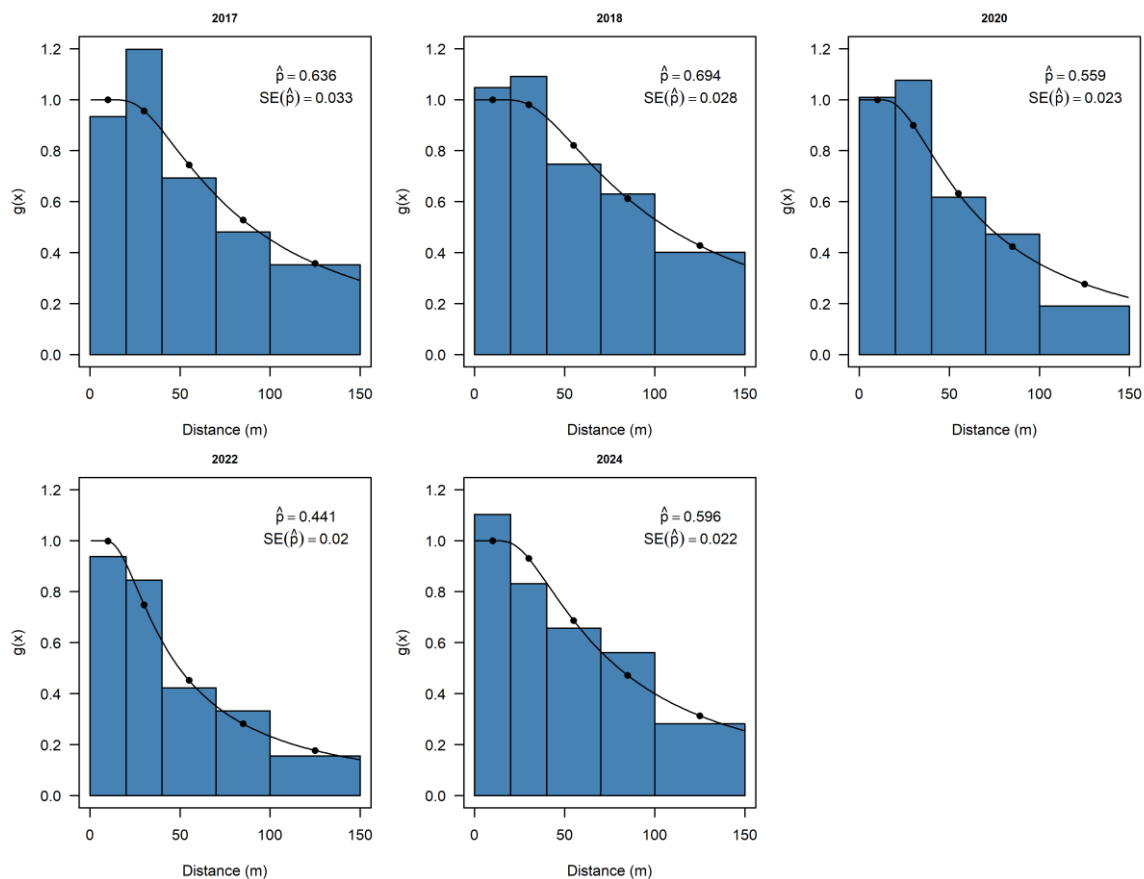 2017
1.2
1.0
0.8
0.6
0.4
0.2
0.0
g(x)
p̂ = 0.636
SE(p̂) = 0.033
0 50 100 150
Distance (m)
2018
1.2
1.0
0.8
0.6
0.4
0.2
0.0
g(x)
p̂ = 0.694
SE(p̂) = 0.028
0 50 100 150
Distance (m)
2020
1.2
1.0
0.8
0.6
0.4
0.2
0.0
g(x)
p̂ = 0.559
SE(p̂) = 0.023
0 50 100 150
Distance (m)
2022
1.2
1.0
0.8
0.6
0.4
0.2
0.0
g(x)
p̂ = 0.441
SE(p̂) = 0.02
0 50 100 150
Distance (m)
2024
1.2
1.0
0.8
0.6
0.4
0.2
0.0
g(x)
p̂ = 0.596
SE(p̂) = 0.022
0 50 100 150
Distance (m)